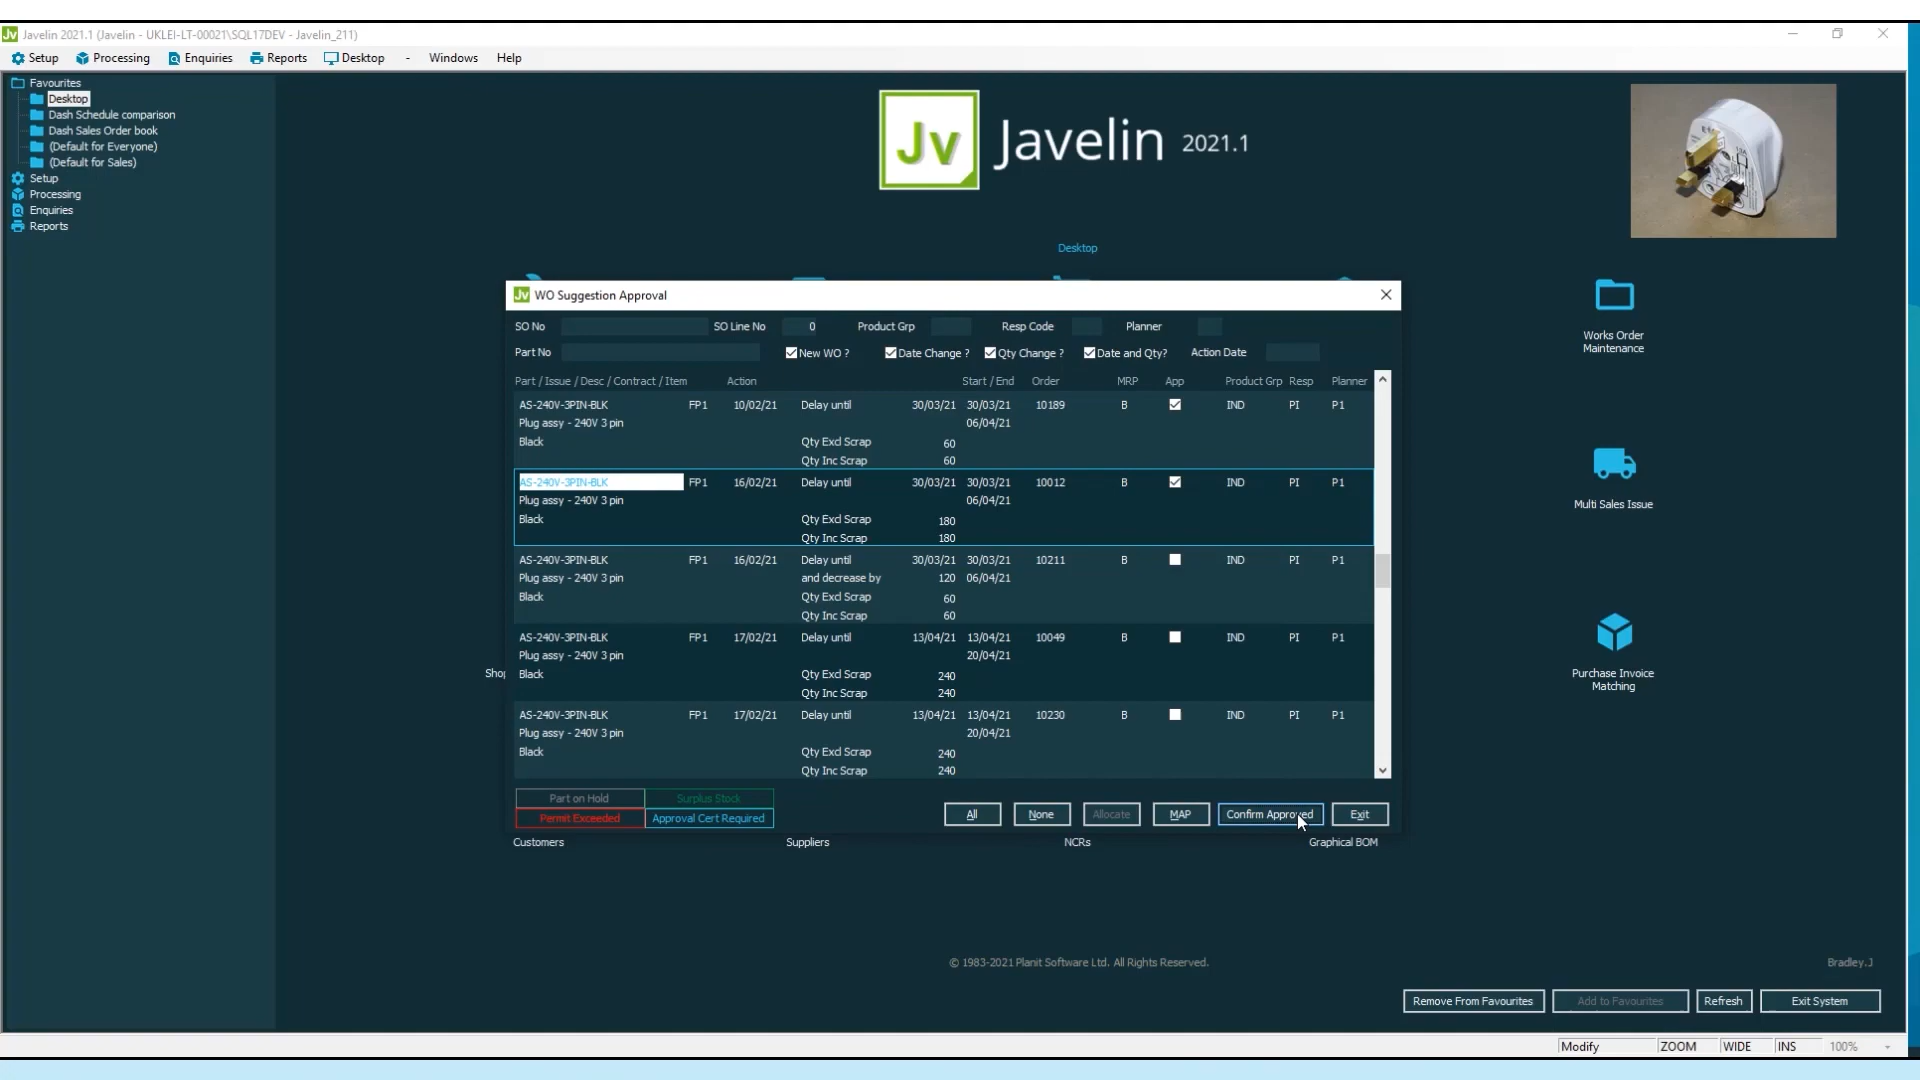 Javelin 2021.1 (Javelin - UKLEI-LT-00021\SQL17DEV - Javelin_211)
Setup Processing Enquiries Reports Desktop - Windows Help
Favourites
Desktop
Dash Schedule comparison
Dash Sales Order book
(Default for Everyone)
(Default for Sales)
Setup
Processing
Enquiries
Reports
Jv Javelin 2021.1
Desktop
WO Suggestion Approval
SO No SO Line No 0 Product Grp Resp Code Planner
Part No New WO ? Date Change ? Qty Change ? Date and Qty? Action Date
Part / Issue / Desc / Contract / Item Action Start / End Order MRP App Product Grp Resp Planner
AS-240V-3PIN-BLK FP1 10/02/21 Delay until 30/03/21 30/03/21 10189 B IND PI P1
Plug assy - 240V 3 pin 06/04/21
Black Qty Excl Scrap 60
Qty Inc Scrap 60
AS-240V-3PIN-BLK FP1 16/02/21 Delay until 30/03/21 30/03/21 10012 B IND PI P1
Plug assy - 240V 3 pin 06/04/21
Black Qty Excl Scrap 180
Qty Inc Scrap 180
AS-240V-3PIN-BLK FP1 16/02/21 Delay until 30/03/21 30/03/21 10211 B IND PI P1
Plug assy - 240V 3 pin and decrease by 120 06/04/21
Black Qty Excl Scrap 60
Qty Inc Scrap 60
AS-240V-3PIN-BLK FP1 17/02/21 Delay until 13/04/21 13/04/21 10049 B IND PI P1
Plug assy - 240V 3 pin 20/04/21
Black Qty Excl Scrap 240
Qty Inc Scrap 240
AS-240V-3PIN-BLK FP1 17/02/21 Delay until 13/04/21 13/04/21 10230 B IND PI P1
Plug assy - 240V 3 pin 20/04/21
Black Qty Excl Scrap 240
Qty Inc Scrap 240
Part on Hold Surplus Stock
Permit Exceeded Approval Cert Required
All None Allocate MAP Confirm Approved Exit
Works Order
Maintenance
Multi Sales Issue
Purchase Invoice
Matching
Customers Suppliers NCRs Graphical BOM
© 1983-2021 Planit Software Ltd. All Rights Reserved.
Bradley.J
Remove From Favourites Add to Favourites Refresh Exit System
Modify ZOOM WIDE INS 100%